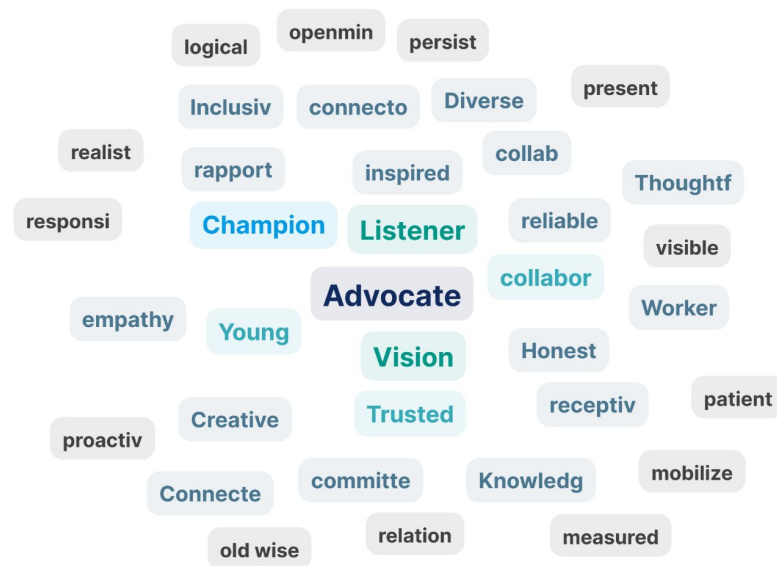 openmin
persist
logical
present
Diverse
Inclusiv
connecto
realist
collab
rapport
inspired
Thoughtf
responsi
Champion
Listener
reliable
visible
collabor
Advocate
Worker
empathy
Young
Honest
Vision
patient
receptiv
Trusted
Creative
proactiv
mobilize
committe
Knowledg
Connecte
relation
measured
old wise